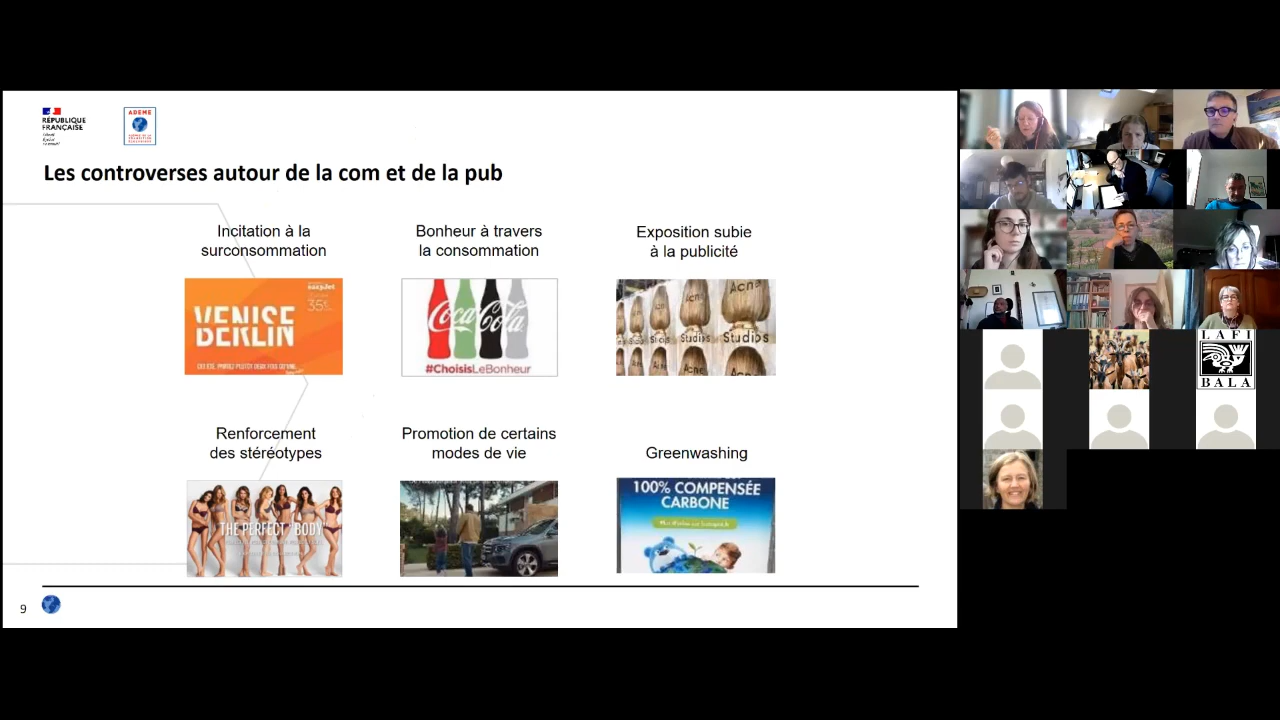 RÉPUBLIQUE
FRANÇAISE
ADEME
Les controverses autour de la com et de la pub
Incitation à la
surconsommation
Bonheur à travers
la consommation
Exposition subie
à la publicité
easyJet
35€
VENISE
BERLIN
Coca Cola
#ChoisisLeBonheur
Acne
Studios
Renforcement
des stéréotypes
Promotion de certains
modes de vie
Greenwashing
THE PERFECT "BODY"
100% COMPENSÉE
CARBONE
9
LAFI
BALA